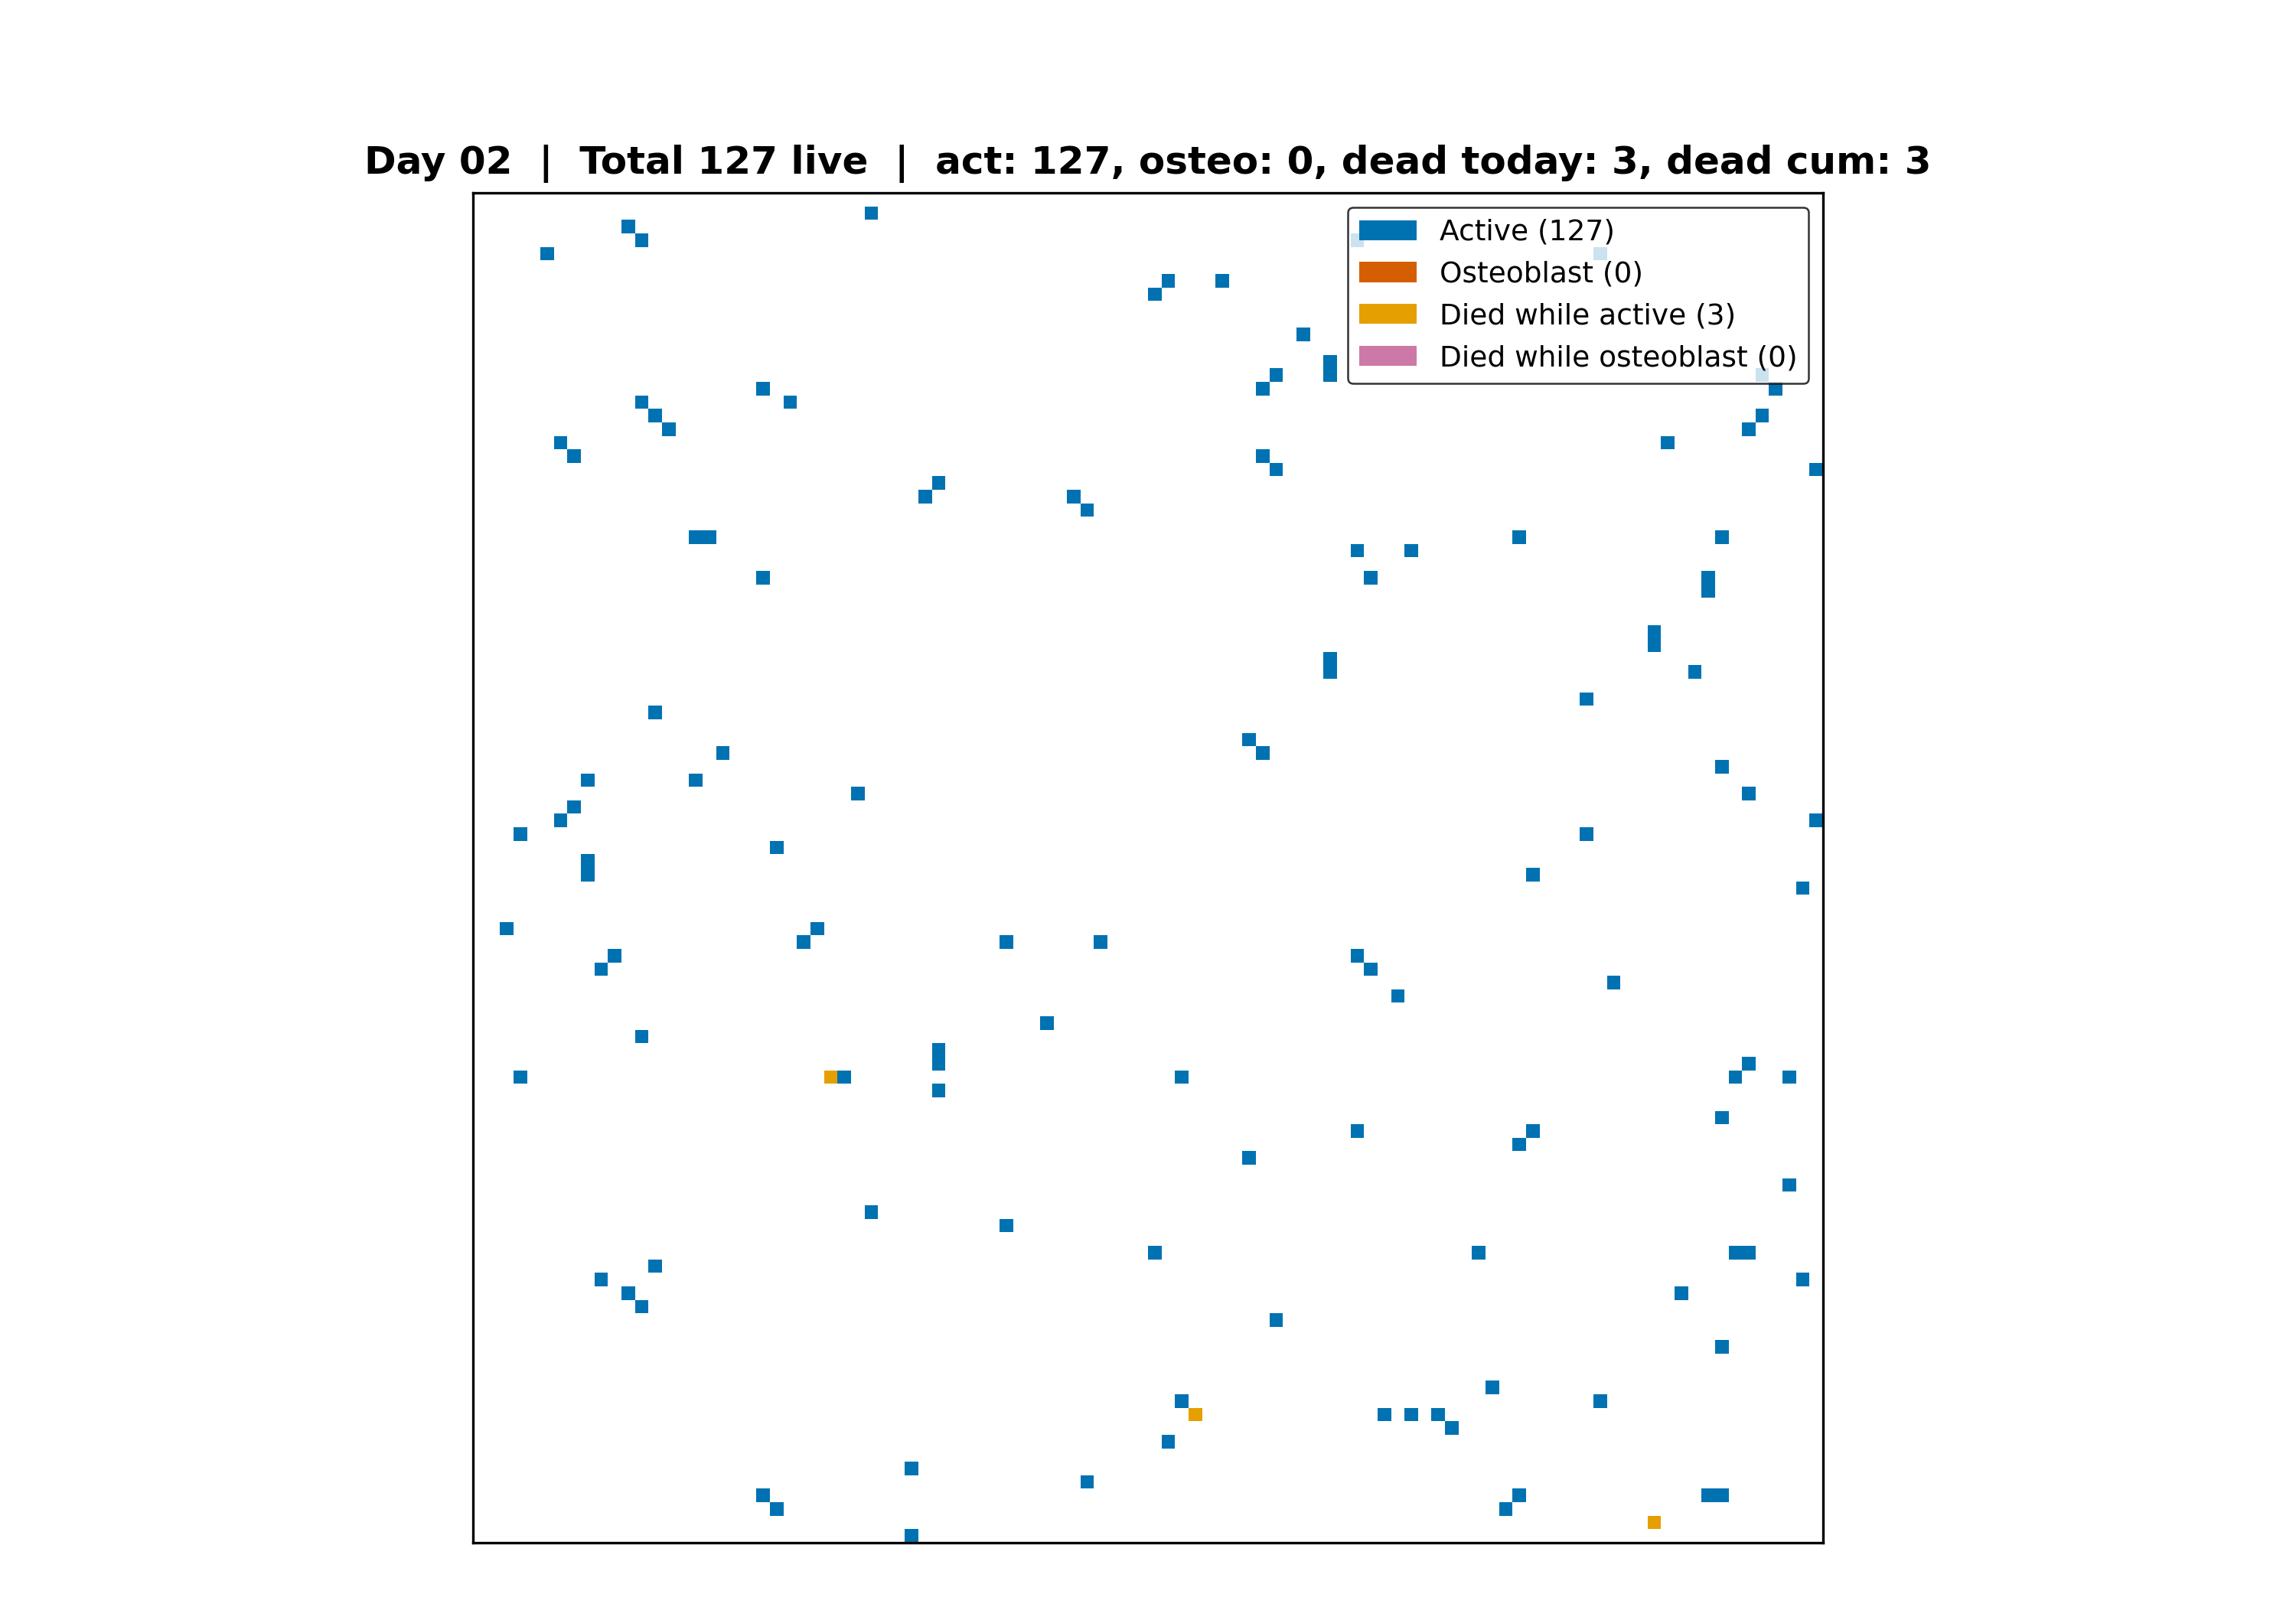 Day 02 | Total 127 live | act: 127, osteo: 0, dead today: 3, dead cum: 3
Active (127)
Osteoblast (0)
Died while active (3)
Died while osteoblast (0)